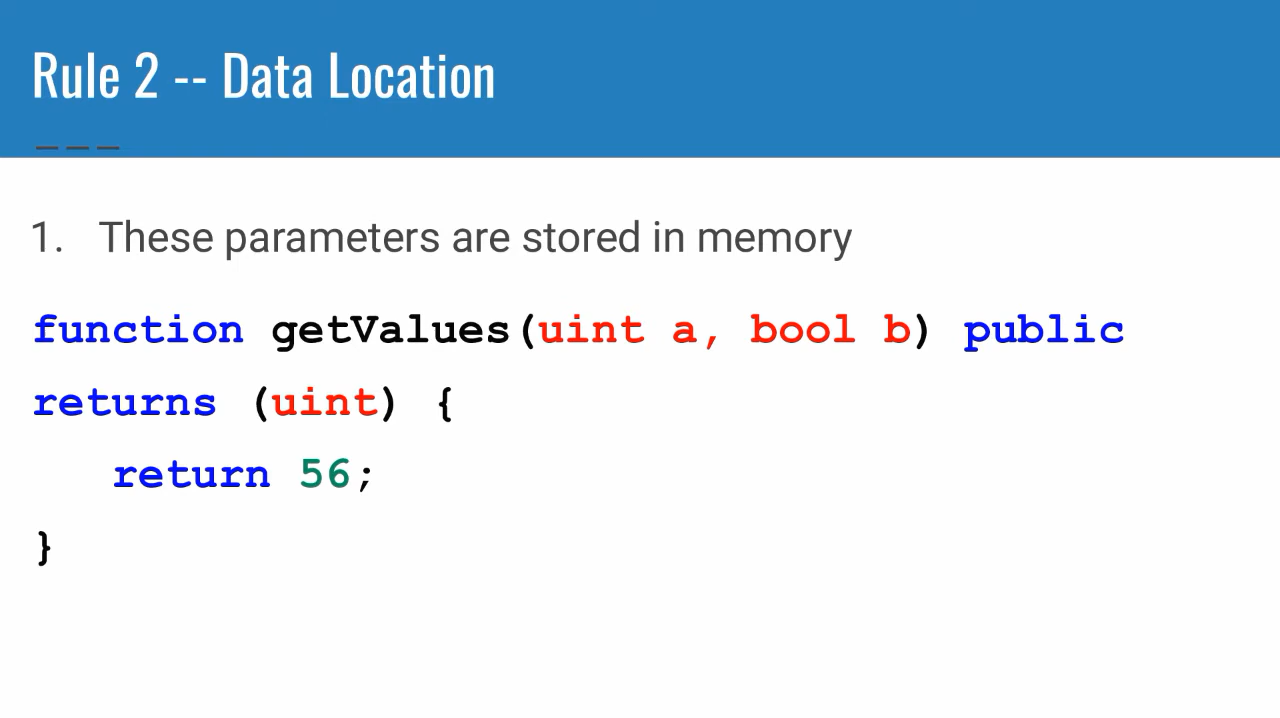 Rule 2 -- Data Location
___
1. These parameters are stored in memory
function getValues(uint a, bool b) public
returns (uint) {
   return 56;
}